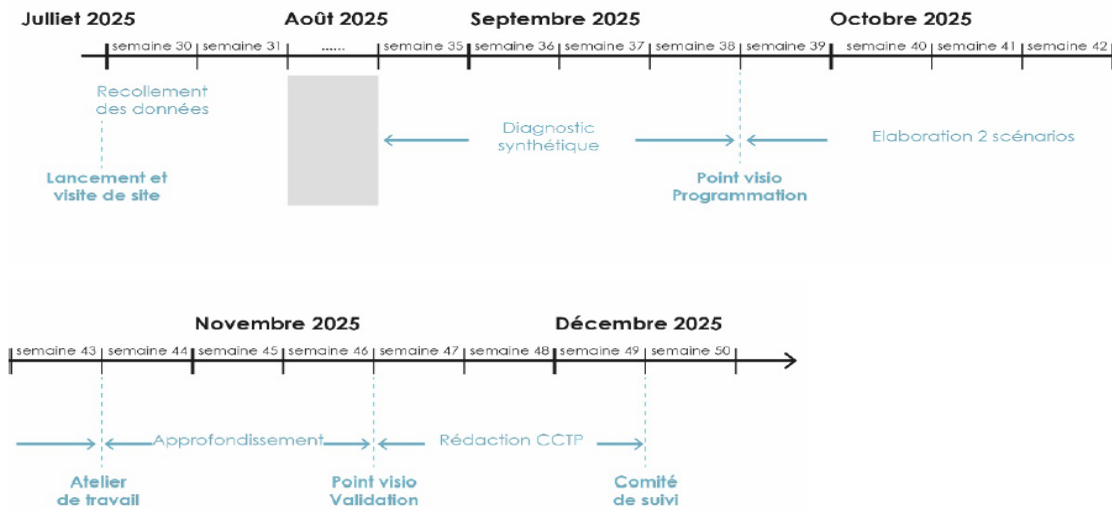 Julliet 2025 Août 2025 Septembre 2025 Octobre 2025
semaine 30 semaine 31 ...... semaine 35 semaine 36 semaine 37 semaine 38 semaine 39 semaine 40 semaine 41 semaine 42
Recollement
des données
Diagnostic
synthétique
Elaboration 2 scénarios
Lancement et
visite de site
Point visio
Programmation
Novembre 2025 Décembre 2025
semaine 43 semaine 44 semaine 45 semaine 46 semaine 47 semaine 48 semaine 49 semaine 50
Approfondissement Rédaction CCTP
Atelier
de travail
Point visio
Validation
Comité
de suivi